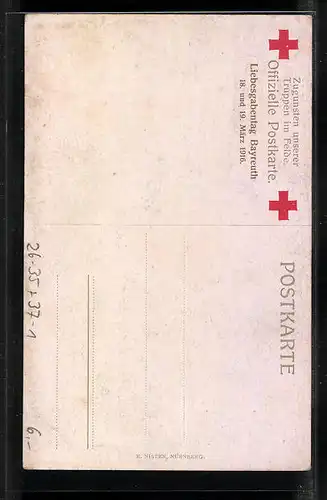 Zugunsten unserer
Truppen im Felde.
Offizielle Postkarte.
Liebesgabentag Bayreuth
18. und 19. März 1916.
POSTKARTE
NÜRNBERG.
26-35+37-1
6,-